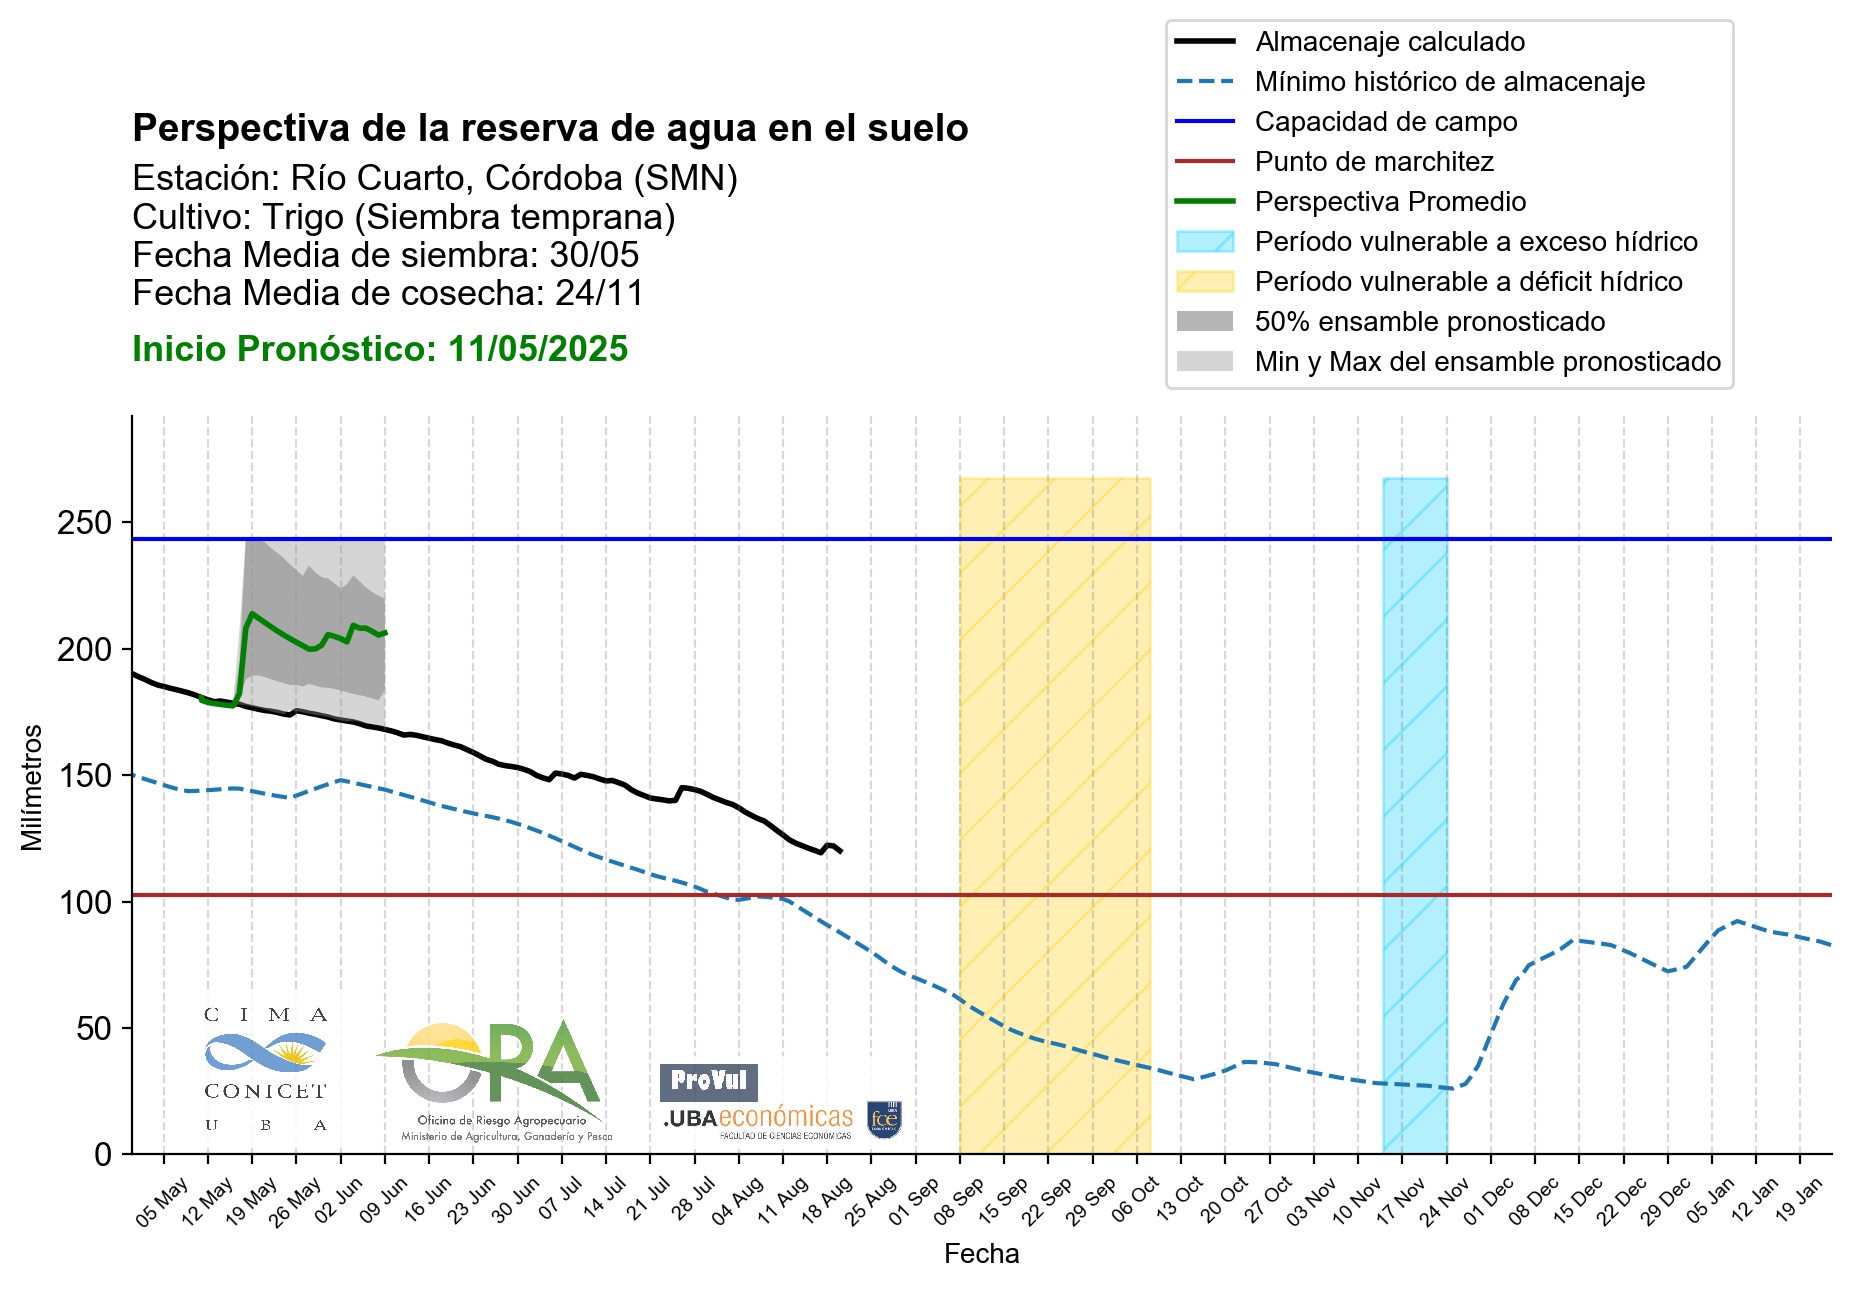 Almacenaje calculado
Mínimo histórico de almacenaje
Capacidad de campo
Punto de marchitez
Perspectiva Promedio
Período vulnerable a exceso hídrico
Período vulnerable a déficit hídrico
50% ensamble pronosticado
Min y Max del ensamble pronosticado
Perspectiva de la reserva de agua en el suelo
Estación: Río Cuarto, Córdoba (SMN)
Cultivo: Trigo (Siembra temprana)
Fecha Media de siembra: 30/05
Fecha Media de cosecha: 24/11
Inicio Pronóstico: 11/05/2025
250
200
150
100
50
0
Milímetros
CIMA
CONICET
UBA
ORA
Oficina de Riesgo Agropecuario
Ministerio de Agricultura, Ganadería y Pesca
ProVul
.UBAeconómicas
FACULTAD DE CIENCIAS ECONÓMICAS
UBA
fce
ECONÓMICAS
05 May
12 May
19 May
26 May
02 Jun
09 Jun
16 Jun
23 Jun
30 Jun
07 Jul
14 Jul
21 Jul
28 Jul
04 Aug
11 Aug
18 Aug
25 Aug
01 Sep
08 Sep
15 Sep
22 Sep
29 Sep
06 Oct
13 Oct
20 Oct
27 Oct
03 Nov
10 Nov
17 Nov
24 Nov
01 Dec
08 Dec
15 Dec
22 Dec
29 Dec
05 Jan
12 Jan
19 Jan
Fecha